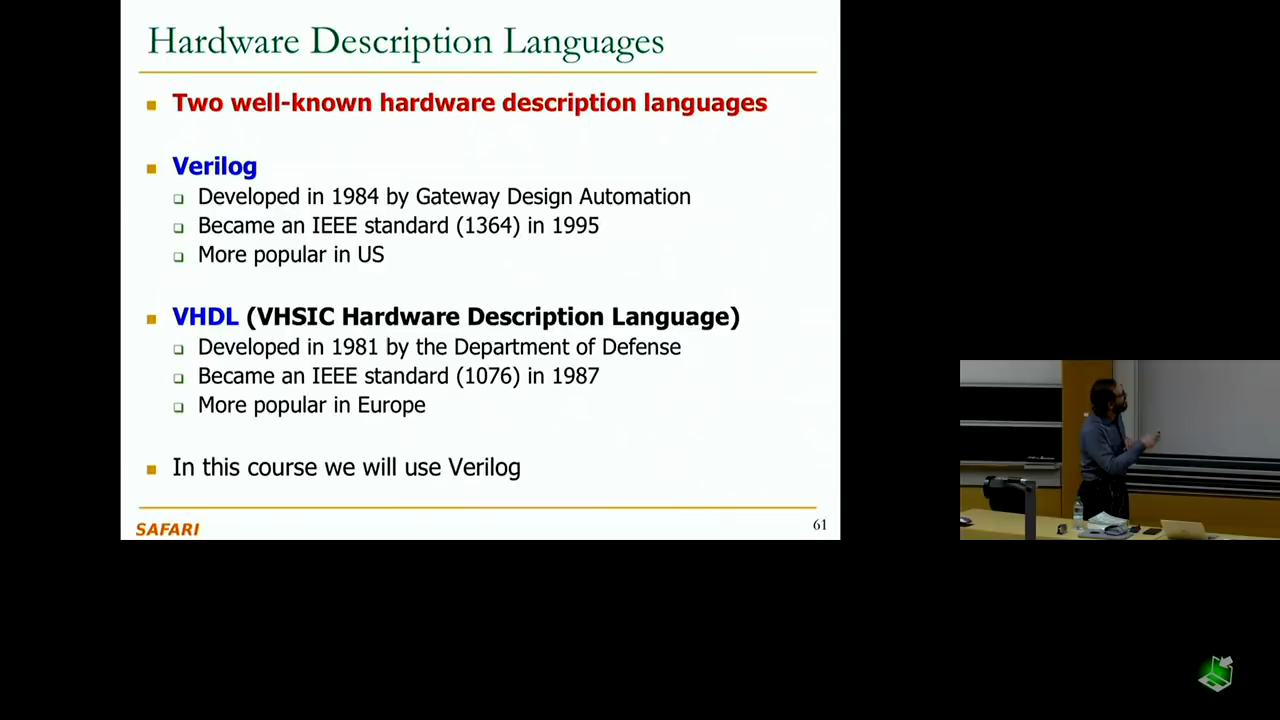 Hardware Description Languages
Two well-known hardware description languages
Verilog
Developed in 1984 by Gateway Design Automation
Became an IEEE standard (1364) in 1995
More popular in US
VHDL (VHSIC Hardware Description Language)
Developed in 1981 by the Department of Defense
Became an IEEE standard (1076) in 1987
More popular in Europe
In this course we will use Verilog
SAFARI
61